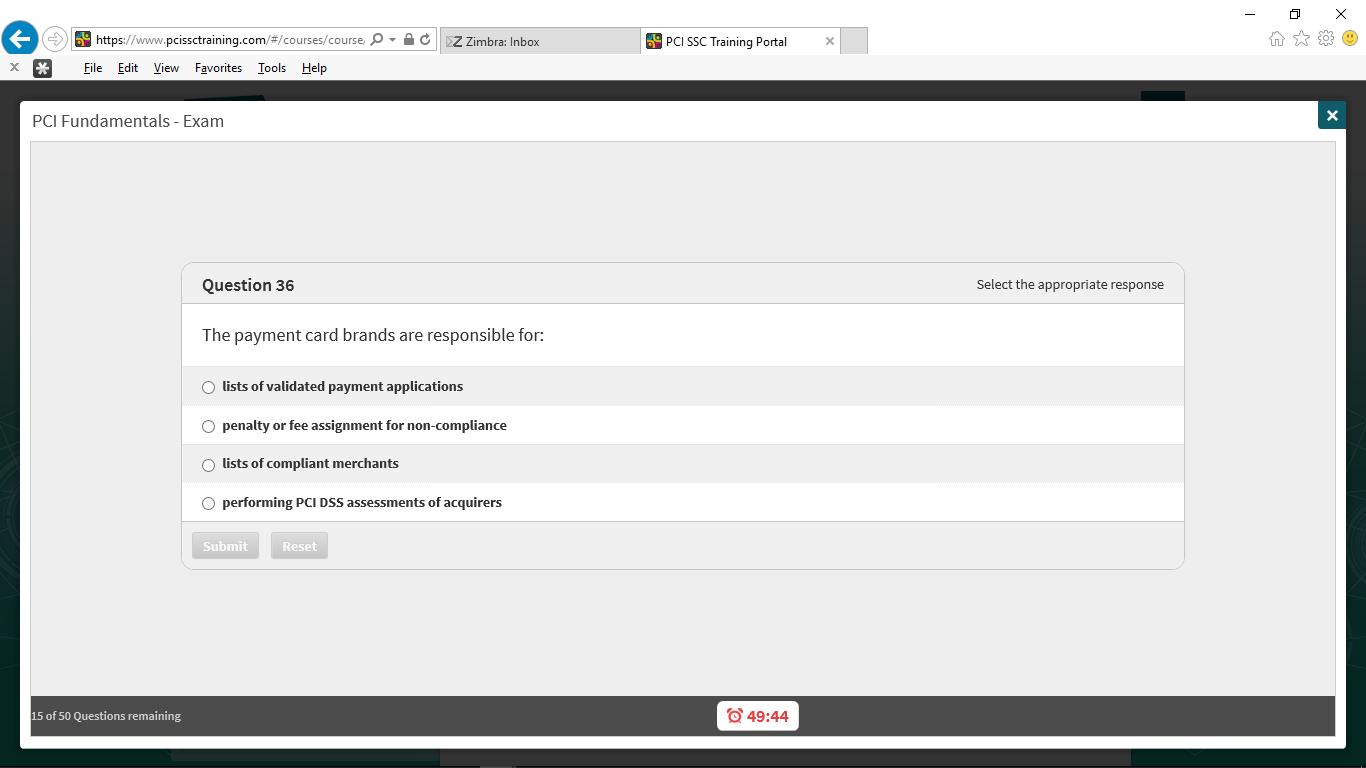 https://www.pcissctraining.com/#/courses/course,
Zimbra: Inbox
PCI SSC Training Portal
File Edit View Favorites Tools Help
PCI Fundamentals - Exam
Question 36
Select the appropriate response
The payment card brands are responsible for:
lists of validated payment applications
penalty or fee assignment for non-compliance
lists of compliant merchants
performing PCI DSS assessments of acquirers
Submit Reset
15 of 50 Questions remaining
49:44